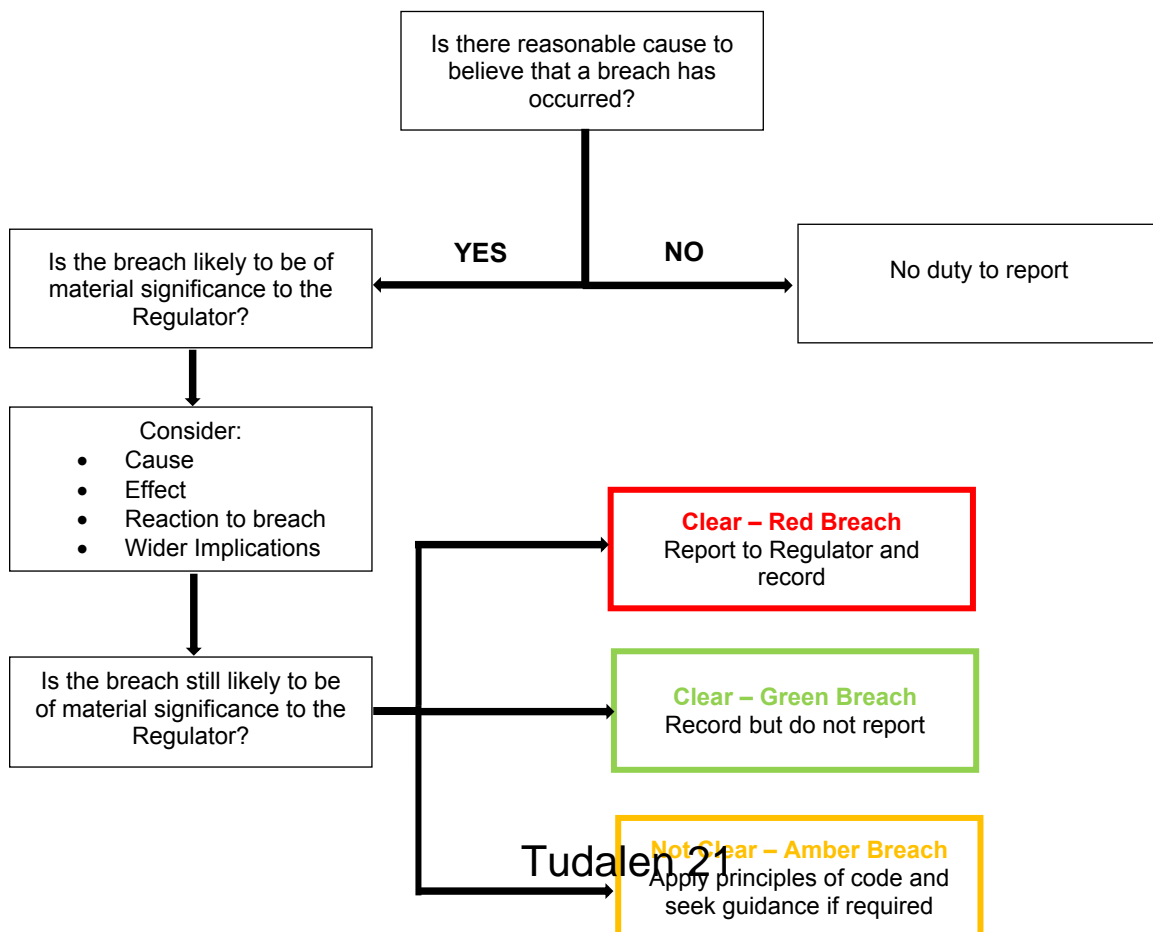 Is there reasonable cause to
believe that a breach has
occurred?
YES
NO
Is the breach likely to be of
material significance to the
Regulator?
No duty to report
Consider:
• Cause
• Effect
• Reaction to breach
• Wider Implications
Clear – Red Breach
Report to Regulator and
record
Is the breach still likely to be
of material significance to the
Regulator?
Clear – Green Breach
Record but do not report
Not Clear – Amber Breach
Apply principles of code and
seek guidance if required
Tudalen 21